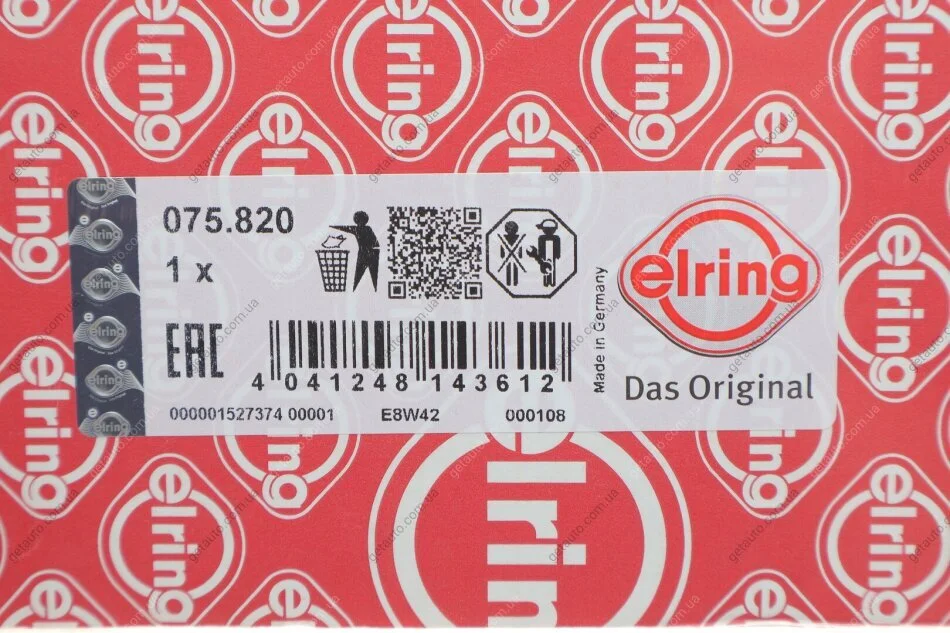 075.820
1 x
EAC
4 041248 143612
000001527374 00001 E8W42 000108
Made in Germany
elring
Das Original